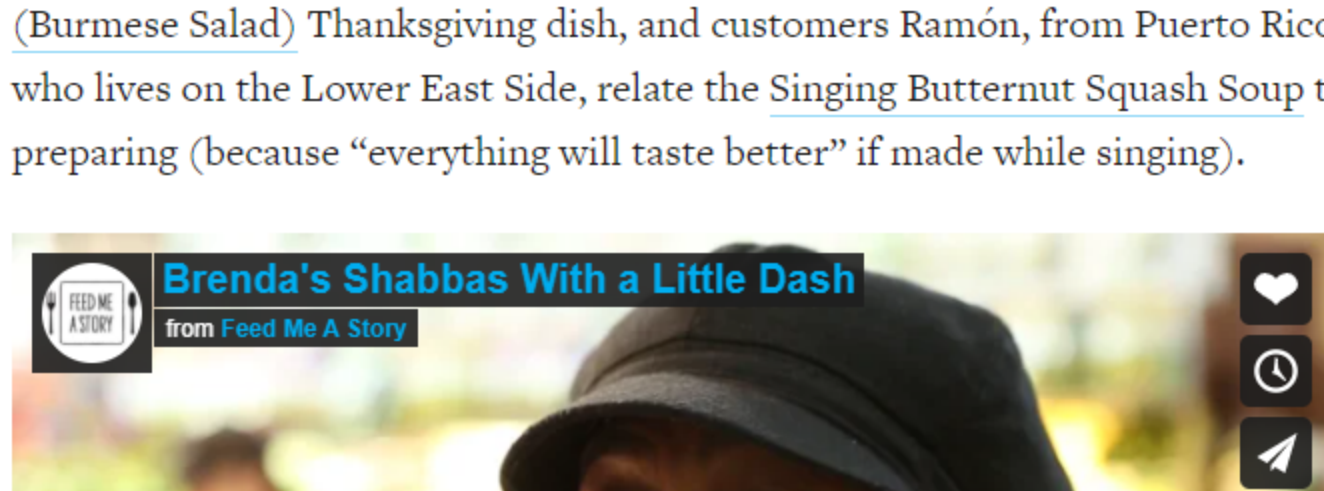 (Burmese Salad) Thanksgiving dish, and customers Ramón, from Puerto
who lives on the Lower East Side, relate the Singing Butternut Squash Soup
preparing (because “everything will taste better” if made while singing).
Brenda's Shabbas With a Little Dash
from Feed Me A Story
FEED ME
A STORY